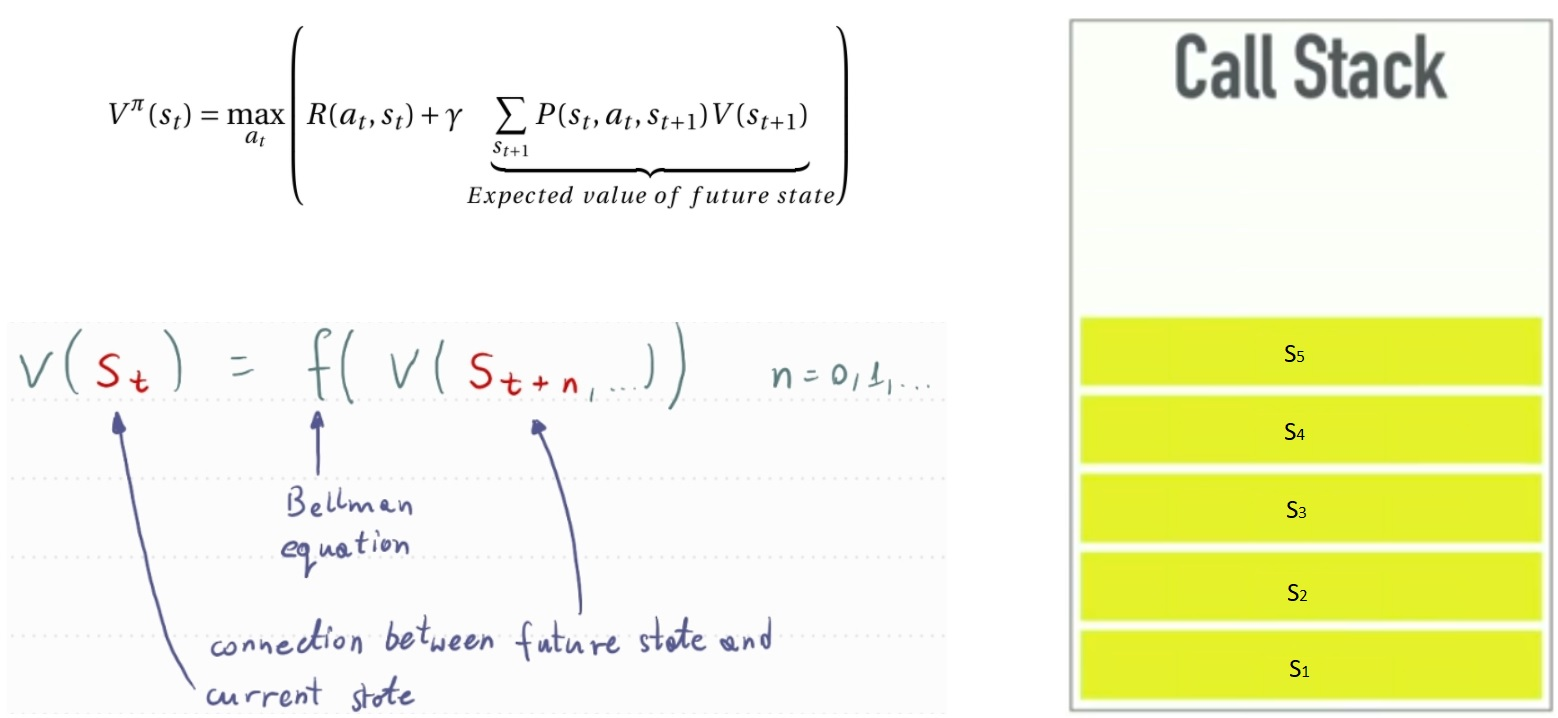 V^π(s_t) = max_{a_t} ( R(a_t, s_t) + γ ∑_{s_{t+1}} P(s_t, a_t, s_{t+1})V(s_{t+1}) )
Expected value of future state
V(S_t) = f( V( S_{t+n}, ...)) n = 0,1,...
Bellman
equation
connection between future state and
current state
Call Stack
S5
S4
S3
S2
S1